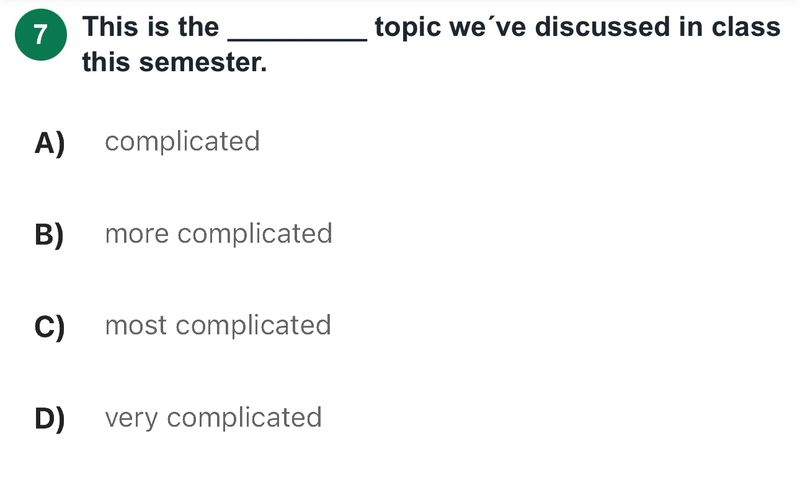 7 This is the __________ topic we´ve discussed in class
this semester.
A) complicated
B) more complicated
C) most complicated
D) very complicated